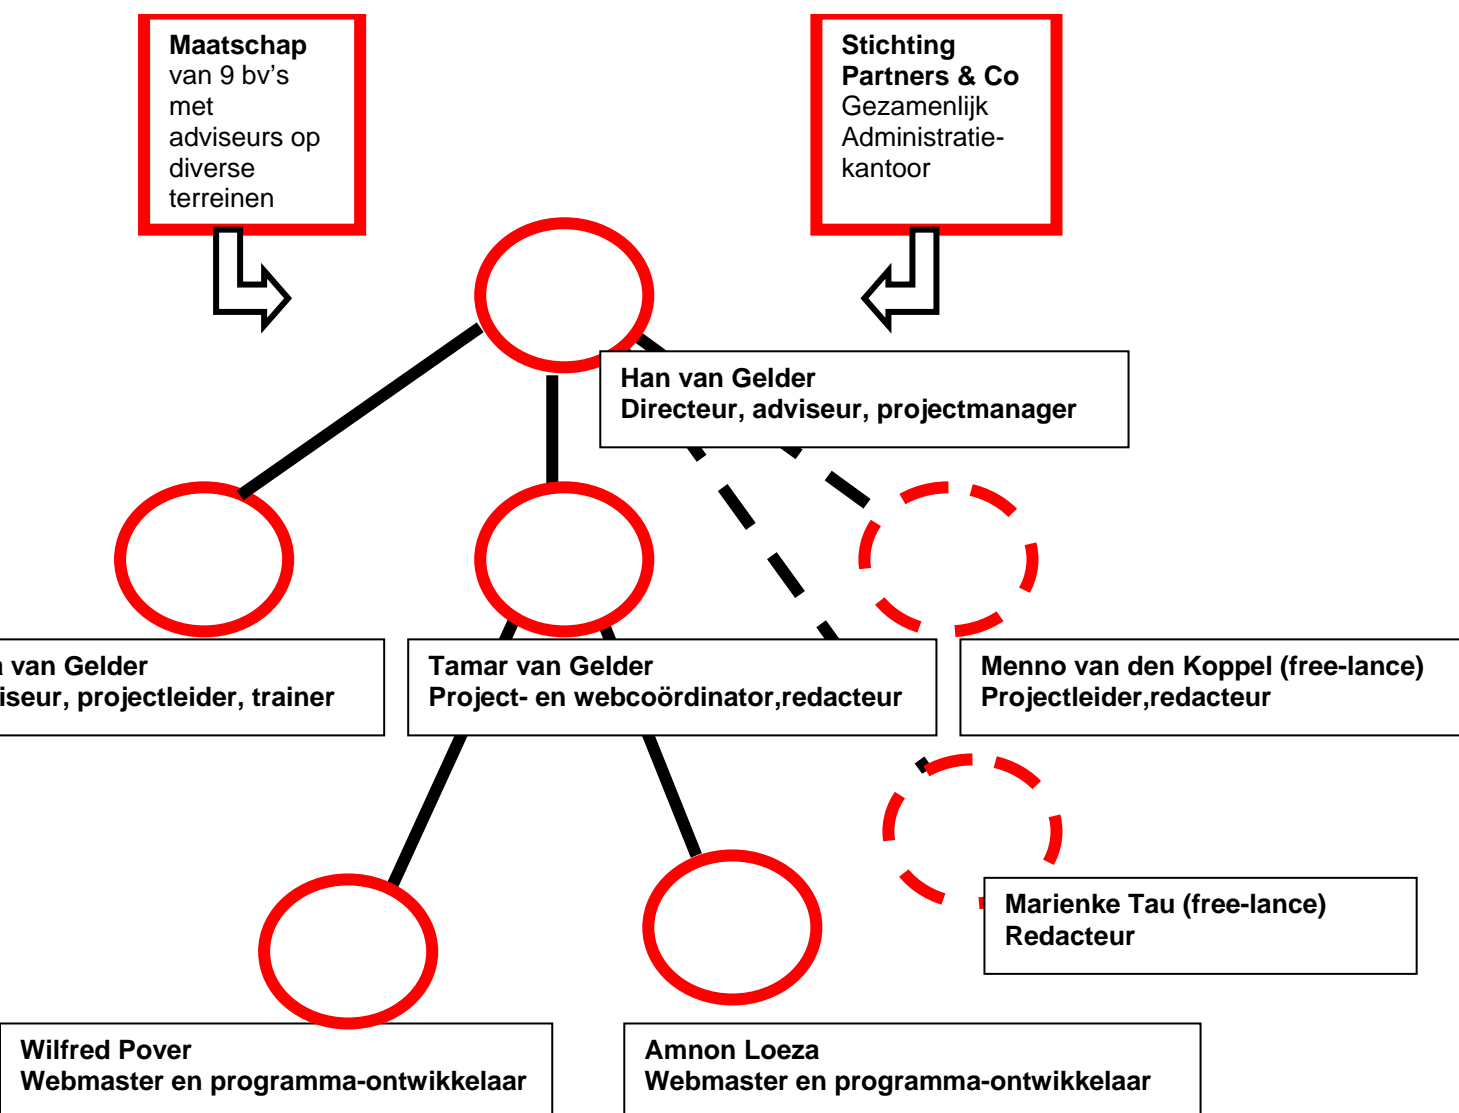 Maatschap
van 9 bv's
met
adviseurs op
diverse
terreinen
Stichting
Partners & Co
Gezamenlijk
Administratie-
kantoor
Han van Gelder
Directeur, adviseur, projectmanager
van Gelder
projectleider, trainer
Tamar van Gelder
Project- en webcoördinator,redacteur
Menno van den Koppel (free-lance)
Projectleider,redacteur
Marienke Tau (free-lance)
Redacteur
Wilfred Pover
Webmaster en programma-ontwikkelaar
Amnon Loeza
Webmaster en programma-ontwikkelaar